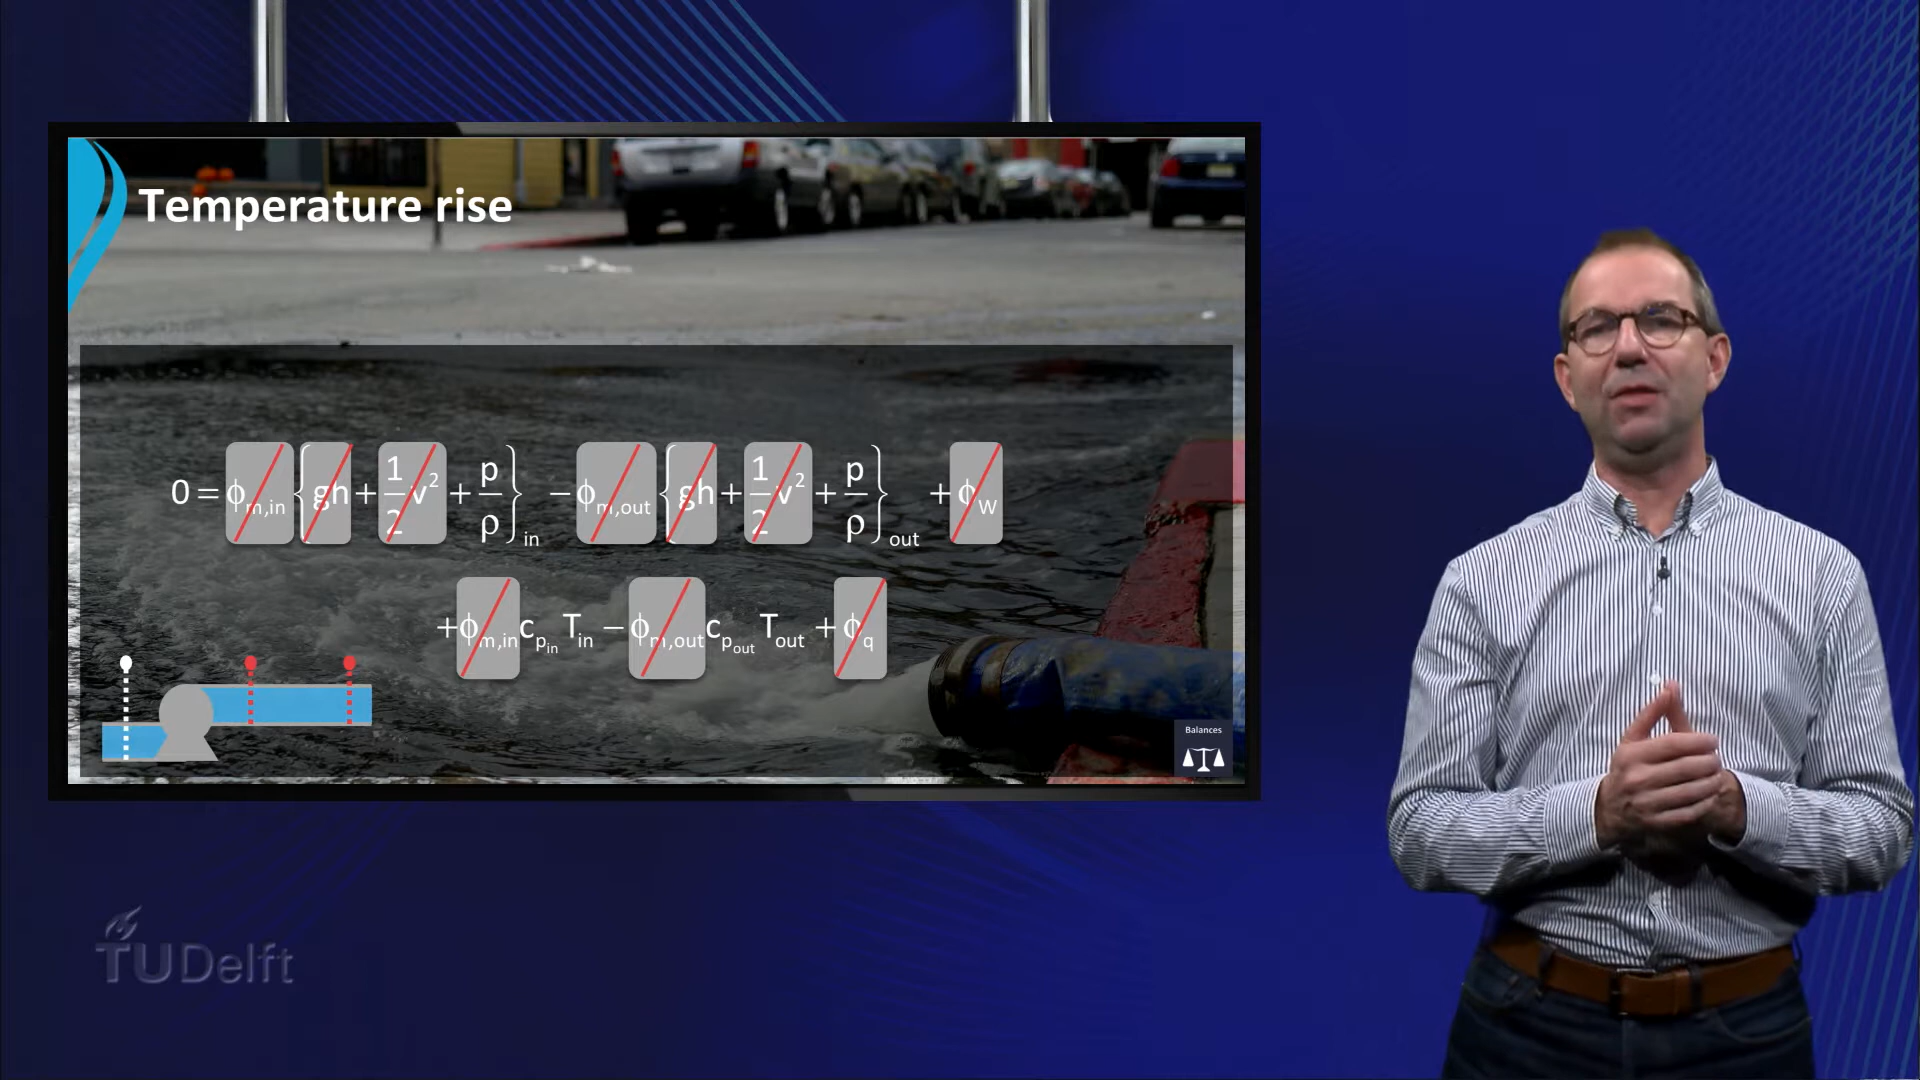 Temperature rise
0 = ϕm,in {gh + 1/2 v² + p/ρ}in − ϕm,out {gh + 1/2 v² + p/ρ}out + ϕW
+ϕm,in cpin Tin − ϕm,out cpout Tout + ϕq
Balances
TUDelft